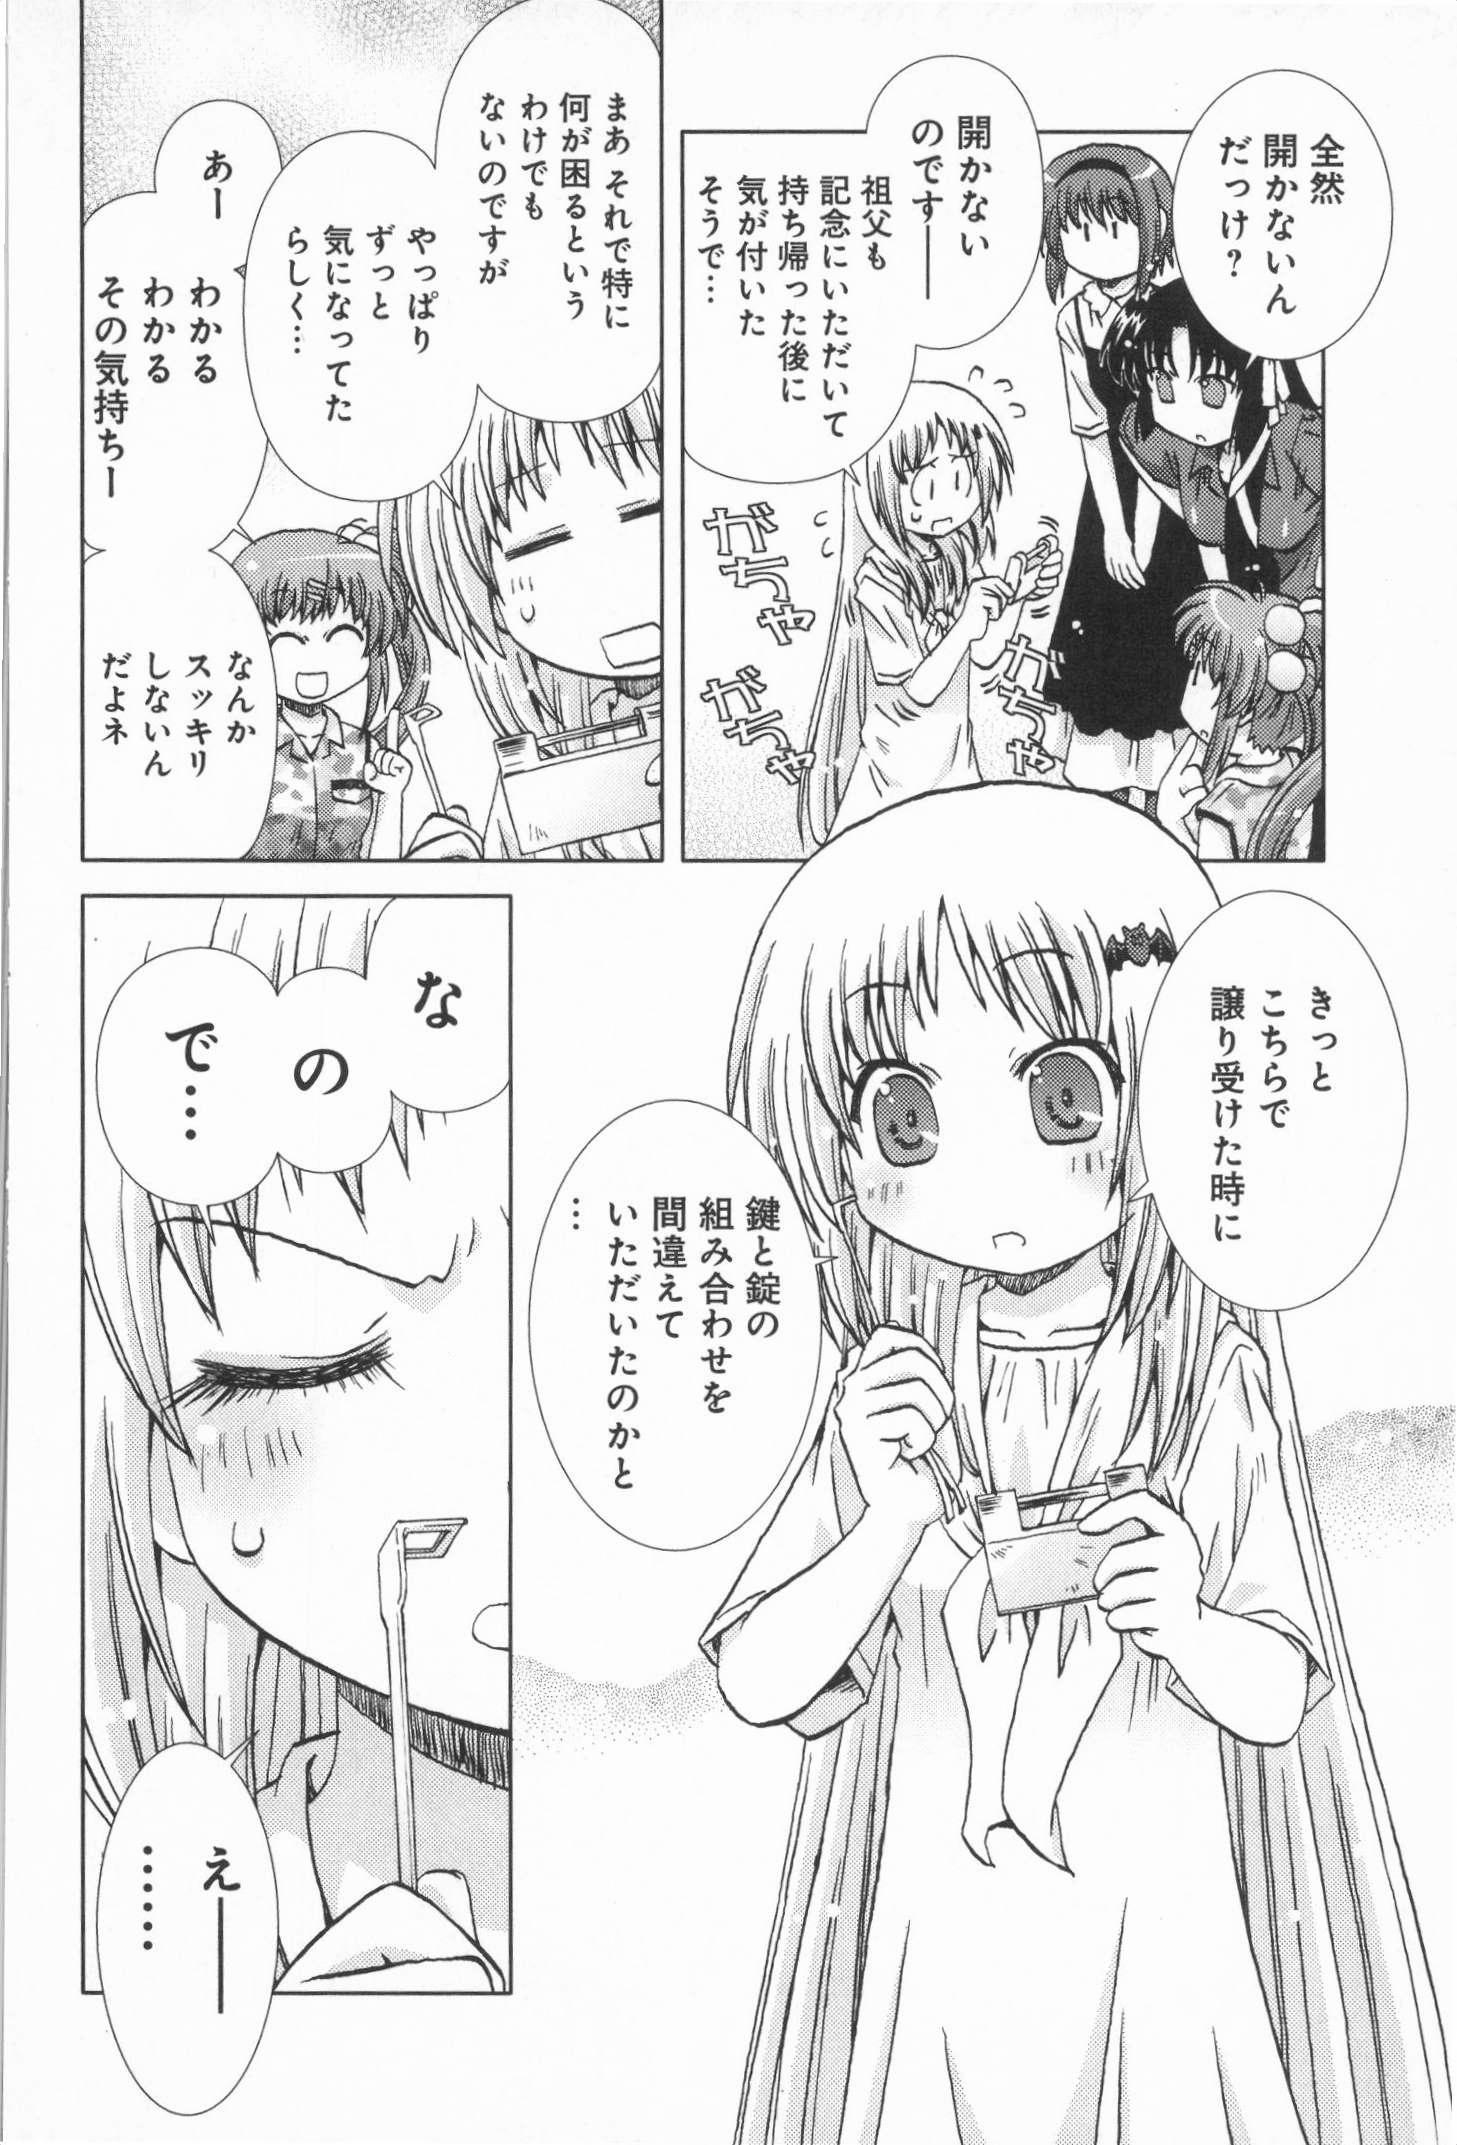 全然
開かないん
だっけ？
開かない
のです――
祖父も
記念にいただいて
持ち帰った後に
気が付いた
そうで…
がちゃ
がちゃ
がちゃ
まあ それで特に
何が困るという
わけでも
ないのですが
やっぱり
ずっと
気になってた
らしく…
あー
わかる
わかる
その気持ちー
なんか
スッキリ
しないん
だよネ
きっと
こちらで
譲り受けた時に
鍵と錠の
組み合わせを
間違えて
いただいたのかと
…
な
の
で…
え――
……